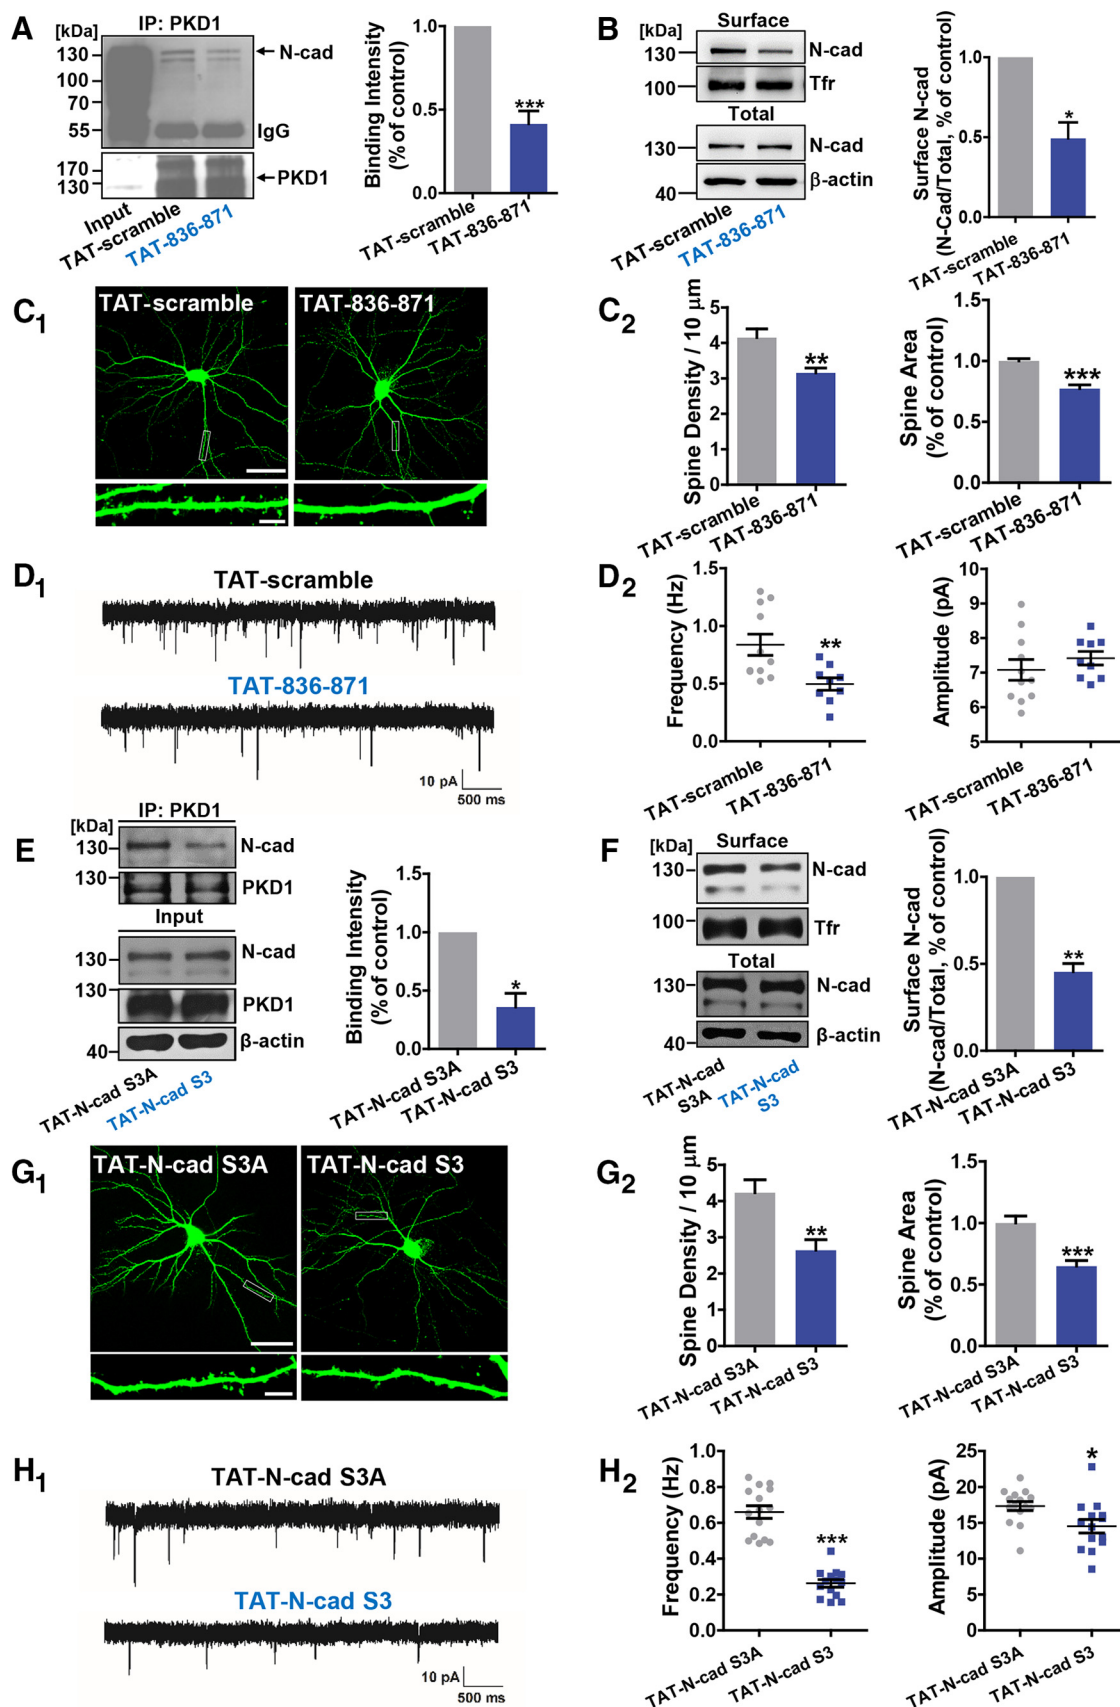 A
IP: PKD1
[kDa]
130
100
70
55
170
130
N-cad
IgG
PKD1
Input
TAT-scramble
TAT-836-871
Binding Intensity
(% of control)
1.0
0.5
0.0
***
TAT-scramble
TAT-836-871
B
Surface
[kDa]
130
100
N-cad
Tfr
Total
130
40
N-cad
β-actin
TAT-scramble
TAT-836-871
Surface N-cad
(N-Cad/Total, % of control)
1.0
0.5
0.0
*
TAT-scramble
TAT-836-871
C1
TAT-scramble
TAT-836-871
C2
Spine Density / 10 μm
5
4
3
2
1
0
**
TAT-scramble
TAT-836-871
Spine Area
(% of control)
1.5
1.0
0.5
0.0
***
TAT-scramble
TAT-836-871
D1
TAT-scramble
TAT-836-871
10 pA
500 ms
D2
Frequency (Hz)
1.5
1.0
0.5
0.0
**
TAT-scramble
TAT-836-871
Amplitude (pA)
10
9
8
7
6
5
TAT-scramble
TAT-836-871
E
IP: PKD1
[kDa]
130
130
N-cad
PKD1
Input
130
130
40
N-cad
PKD1
β-actin
TAT-N-cad S3A
TAT-N-cad S3
Binding Intensity
(% of control)
1.5
1.0
0.5
0.0
*
TAT-N-cad S3A
TAT-N-cad S3
F
Surface
[kDa]
130
100
N-cad
Tfr
Total
130
40
N-cad
β-actin
TAT-N-cad
S3A
TAT-N-cad
S3
Surface N-cad
(N-cad/Total, % of control)
1.0
0.5
0.0
**
TAT-N-cad S3A
TAT-N-cad S3
G1
TAT-N-cad S3A
TAT-N-cad S3
G2
Spine Density / 10 μm
5
4
3
2
1
0
**
TAT-N-cad S3A
TAT-N-cad S3
Spine Area
(% of control)
1.5
1.0
0.5
0.0
***
TAT-N-cad S3A
TAT-N-cad S3
H1
TAT-N-cad S3A
TAT-N-cad S3
10 pA
500 ms
H2
Frequency (Hz)
1.0
0.8
0.6
0.4
0.2
0.0
***
TAT-N-cad S3A
TAT-N-cad S3
Amplitude (pA)
25
20
15
10
5
0
*
TAT-N-cad S3A
TAT-N-cad S3